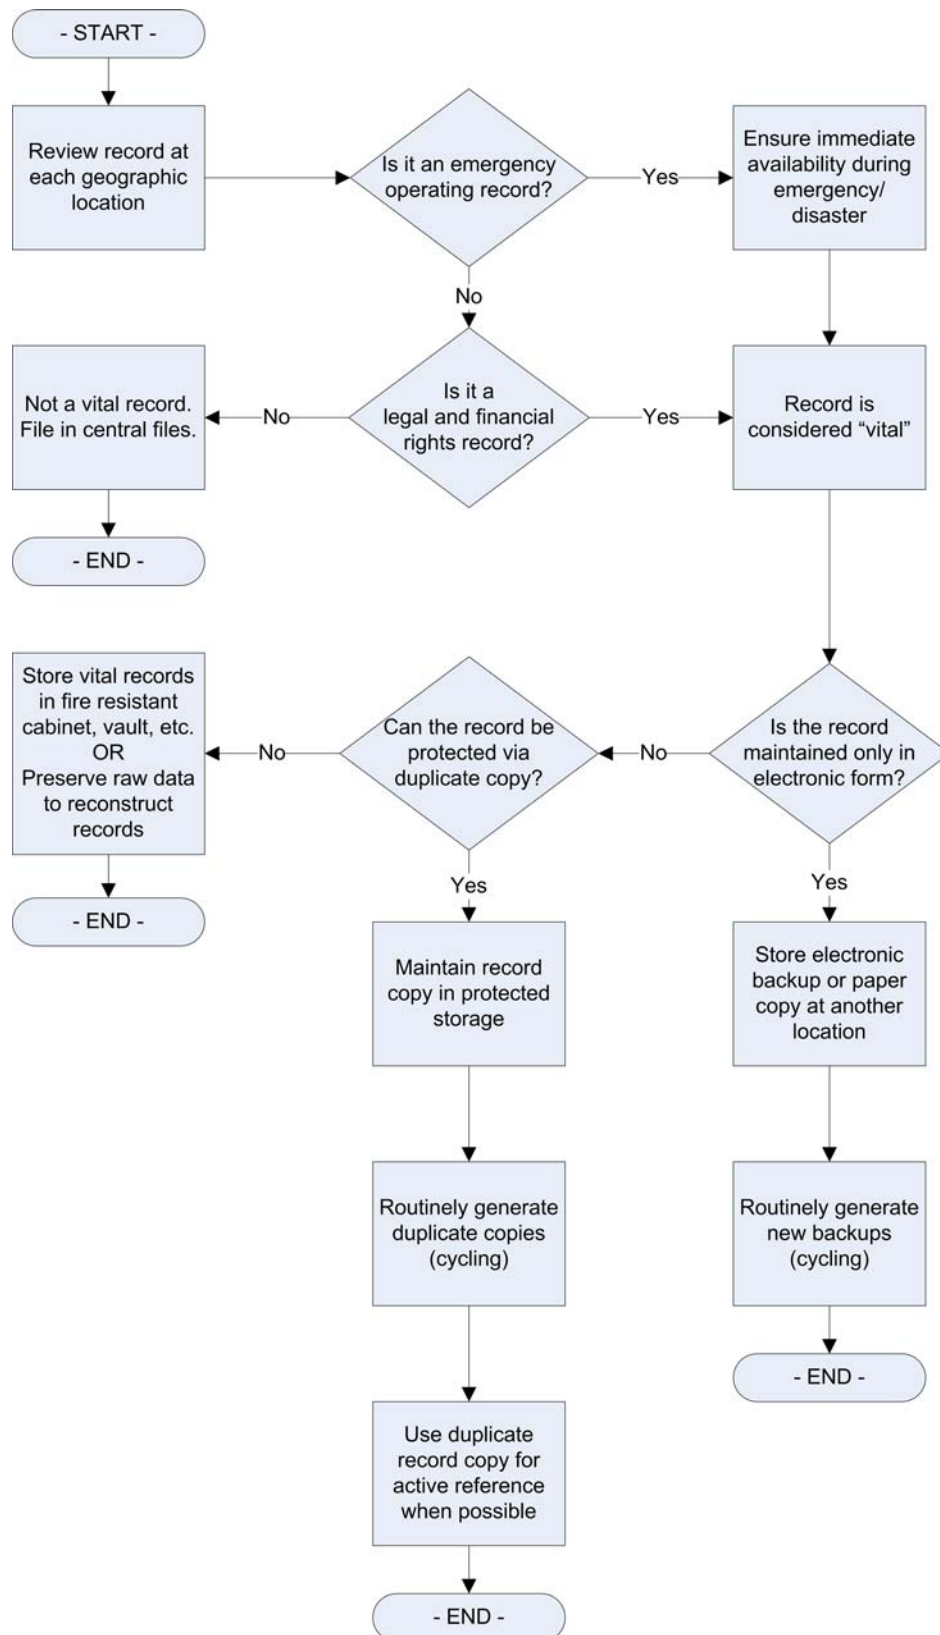 - START -
Review record at
each geographic
location
Is it an emergency
operating record?
Yes
Ensure immediate
availability during
emergency/
disaster
No
Not a vital record.
File in central files.
No
Is it a
legal and financial
rights record?
Yes
Record is
considered “vital”
- END -
Store vital records
in fire resistant
cabinet, vault, etc.
OR
Preserve raw data
to reconstruct
records
No
Can the record be
protected via
duplicate copy?
No
Is the record
maintained only in
electronic form?
- END -
Yes
Yes
Maintain record
copy in protected
storage
Store electronic
backup or paper
copy at another
location
Routinely generate
duplicate copies
(cycling)
Routinely generate
new backups
(cycling)
- END -
Use duplicate
record copy for
active reference
when possible
- END -